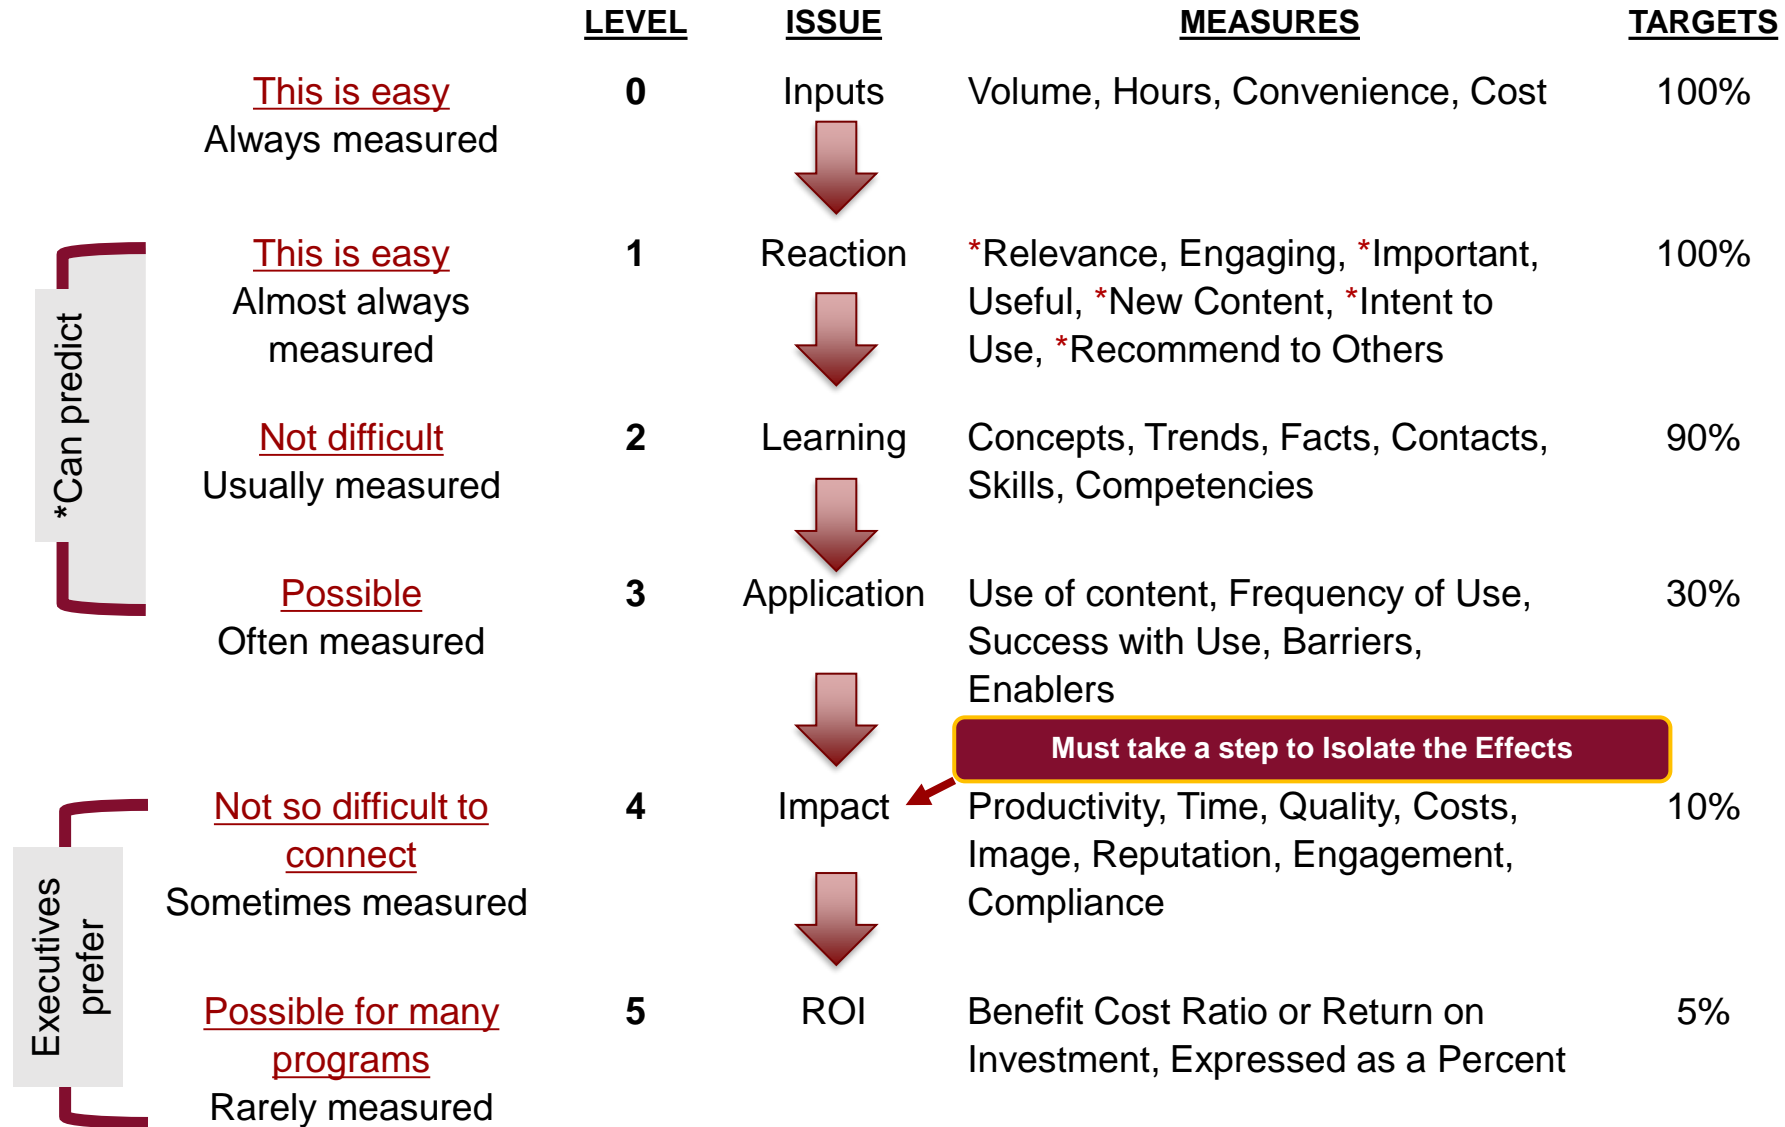 LEVEL ISSUE MEASURES TARGETS
This is easy 0 Inputs Volume, Hours, Convenience, Cost 100%
Always measured
*Can predict
This is easy 1 Reaction *Relevance, Engaging, *Important, 100%
Almost always Useful, *New Content, *Intent to
measured Use, *Recommend to Others
Not difficult 2 Learning Concepts, Trends, Facts, Contacts, 90%
Usually measured Skills, Competencies
Possible 3 Application Use of content, Frequency of Use, 30%
Often measured Success with Use, Barriers,
Enablers
Must take a step to Isolate the Effects
Executives
prefer
Not so difficult to 4 Impact Productivity, Time, Quality, Costs, 10%
connect Image, Reputation, Engagement,
Sometimes measured Compliance
Possible for many 5 ROI Benefit Cost Ratio or Return on 5%
programs Investment, Expressed as a Percent
Rarely measured